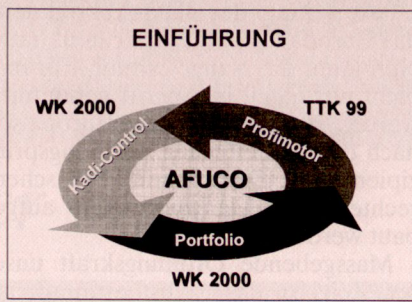 EINFÜHRUNG
WK 2000
TTK 99
Kadi-Control
Profimotor
AFUCO
Portfolio
WK 2000